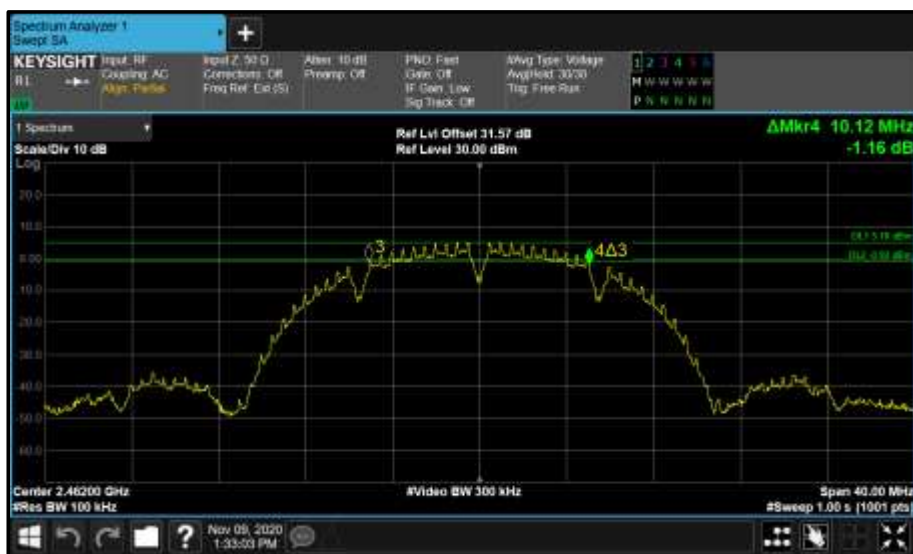 Spectrum Analyzer 1
Swept SA
+
KEYSIGHT
R L
Input: RF
Coupling: AC
Align: Partial
Input Z: 50 Ω
Corrections: Off
Freq Ref: Ext (S)
Atten: 10 dB
Preamp: Off
PNO: Fast
Gate: Off
IF Gain: Low
Sig Track: Off
#Avg Type: Voltage
Avg|Hold: 30/30
Trig: Free Run
1 2 3 4 5 6
M W W W W W
P N N N N N
1 Spectrum
Scale/Div 10 dB
Ref Lvl Offset 31.57 dB
Ref Level 30.00 dBm
ΔMkr4 10.12 MHz
-1.16 dB
Log
20.0
10.0
0.00
-10.0
-20.0
-30.0
-40.0
-50.0
-60.0
3
4Δ3
Center 2.46200 GHz
#Res BW 100 kHz
#Video BW 300 kHz
Span 40.00 MHz
#Sweep 1.00 s (1001 pts)
?
Nov 09, 2020
1:33:03 PM